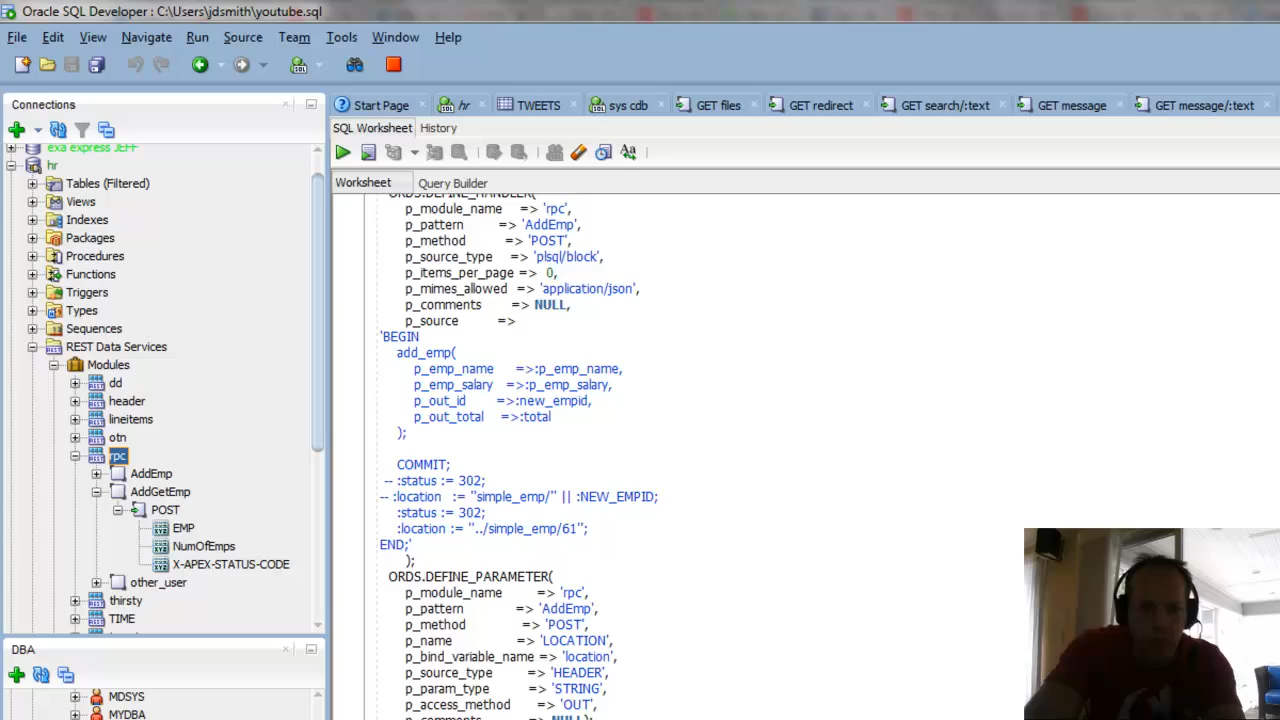 Oracle SQL Developer : C:\Users\jdsmith\youtube.sql
File Edit View Navigate Run Source Team Tools Window Help
Connections
exa express JEFF
hr
Tables (Filtered)
Views
Indexes
Packages
Procedures
Functions
Triggers
Types
Sequences
REST Data Services
Modules
dd
header
lineitems
otn
rpc
AddEmp
AddGetEmp
POST
EMP
NumOfEmps
X-APEX-STATUS-CODE
other_user
thirsty
TIME
DBA
MDSYS
MYDBA
Start Page hr TWEETS sys cdb GET files GET redirect GET search/:text GET message GET message/:text
SQL Worksheet History
Worksheet Query Builder
ORDS.DEFINE_HANDLER(
p_module_name => 'rpc',
p_pattern => 'AddEmp',
p_method => 'POST',
p_source_type => 'plsql/block',
p_items_per_page => 0,
p_mimes_allowed => 'application/json',
p_comments => NULL,
p_source =>
'BEGIN
add_emp(
p_emp_name =>:p_emp_name,
p_emp_salary =>:p_emp_salary,
p_out_id =>:new_empid,
p_out_total =>:total
);
COMMIT;
-- :status := 302;
-- :location := ''simple_emp/'' || :NEW_EMPID;
:status := 302;
:location := ''../simple_emp/61'';
END;'
);
ORDS.DEFINE_PARAMETER(
p_module_name => 'rpc',
p_pattern => 'AddEmp',
p_method => 'POST',
p_name => 'LOCATION',
p_bind_variable_name => 'location',
p_source_type => 'HEADER',
p_param_type => 'STRING',
p_access_method => 'OUT',
p_comments => NULL);